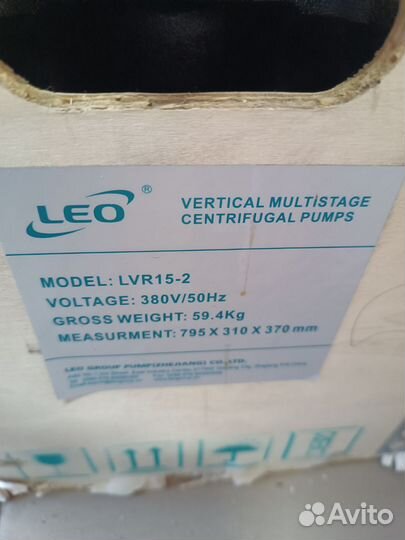 LEO ®
VERTICAL MULTISTAGE
CENTRIFUGAL PUMPS
MODEL: LVR15-2
VOLTAGE: 380V/50Hz
GROSS WEIGHT: 59.4Kg
MEASURMENT: 795 X 310 X 370 mm
LEO GROUP PUMP(ZHEJIANG) CO.,LTD.
Avito